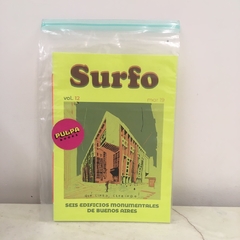 Surfo
vol. 12
PULPA
SEIS EDIFICIOS MONUMENTALES
DE BUENOS AIRES